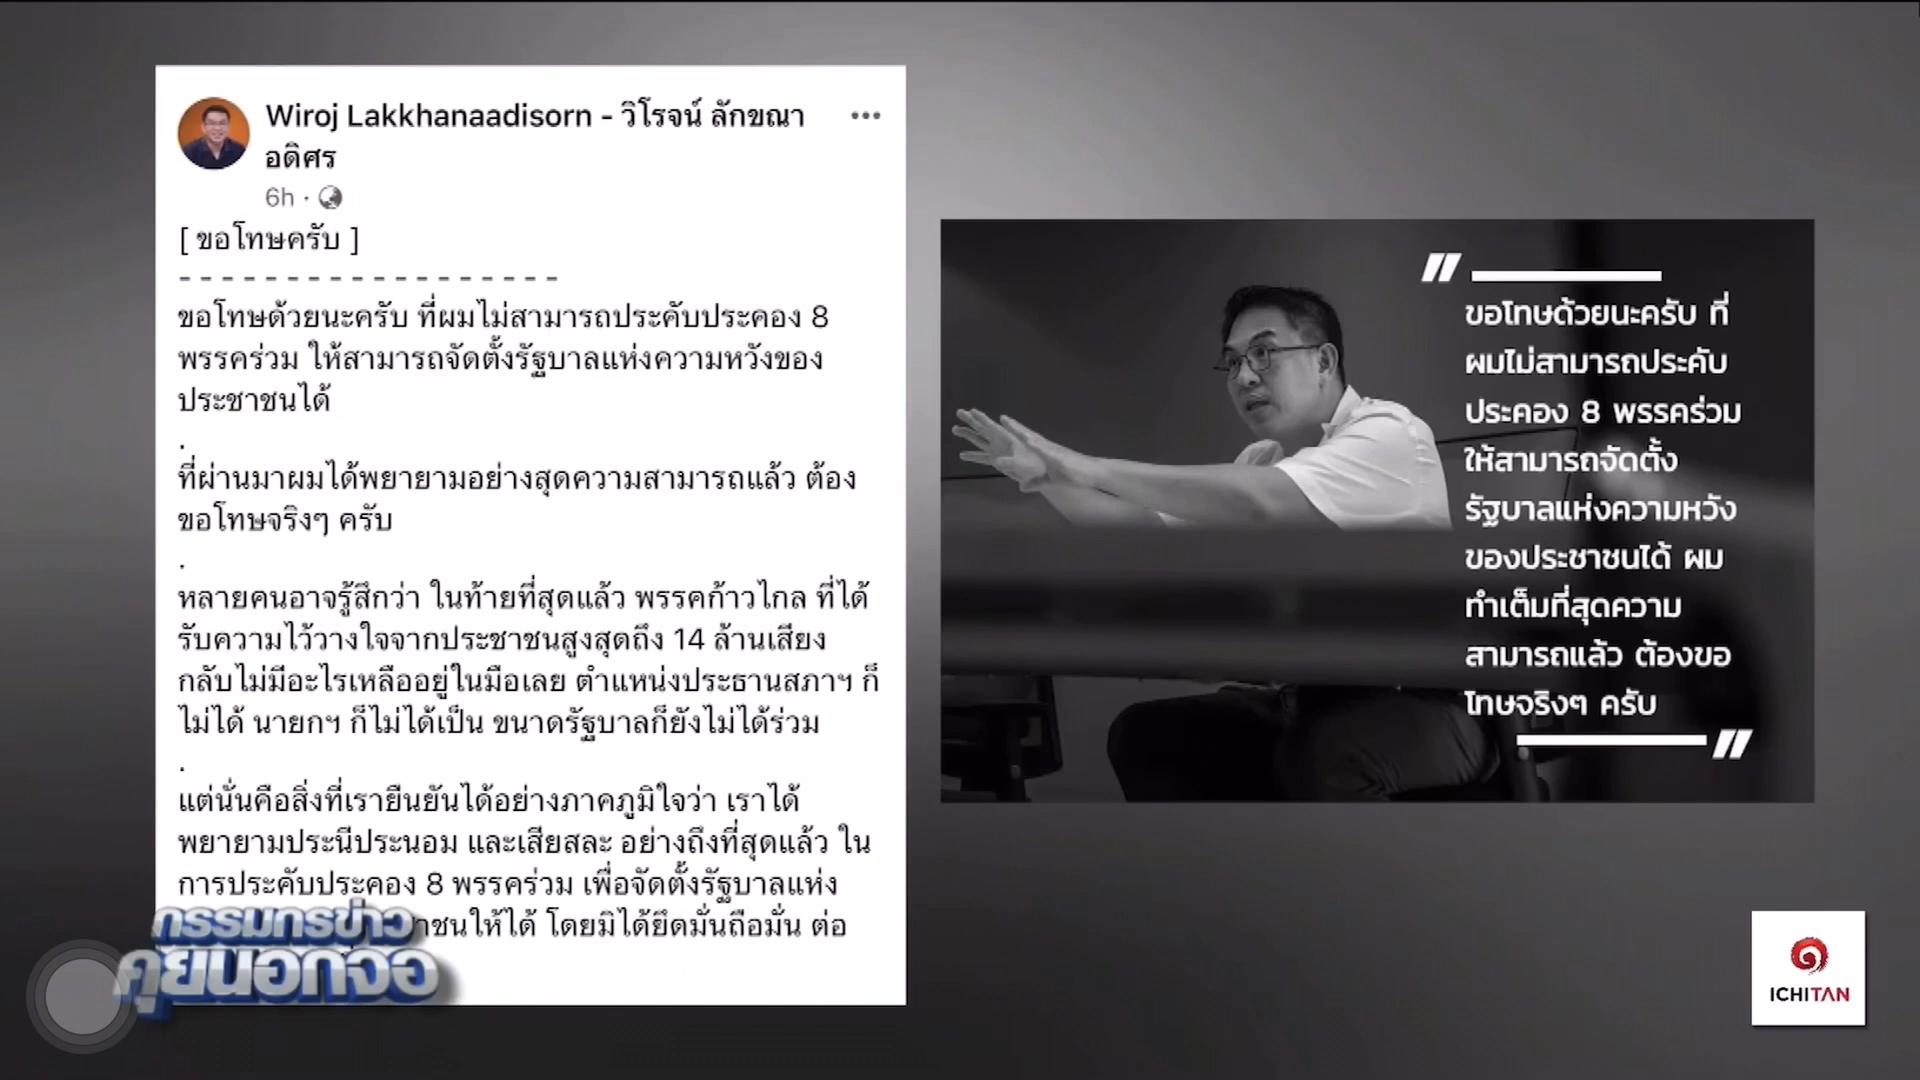 Wiroj Lakkhanaadisorn - วิโรจน์ ลักขณา
อดิศร
6h ·
[ ขอโทษครับ ]
- - - - - - - - - - - - - - - - - -
ขอโทษด้วยนะครับ ที่ผมไม่สามารถประคับประคอง 8
พรรคร่วม ให้สามารถจัดตั้งรัฐบาลแห่งความหวังของ
ประชาชนได้
.
ที่ผ่านมาผมได้พยายามอย่างสุดความสามารถแล้ว ต้อง
ขอโทษจริงๆ ครับ
.
หลายคนอาจรู้สึกว่า ในท้ายที่สุดแล้ว พรรคก้าวไกล ที่ได้
รับความไว้วางใจจากประชาชนสูงสุดถึง 14 ล้านเสียง
กลับไม่มีอะไรเหลืออยู่ในมือเลย ตำแหน่งประธานสภาฯ ก็
ไม่ได้ นายกฯ ก็ไม่ได้เป็น ขนาดรัฐบาลก็ยังไม่ได้ร่วม
.
แต่นั่นคือสิ่งที่เรายืนยันได้อย่างภาคภูมิใจว่า เราได้
พยายามประนีประนอม และเสียสละ อย่างถึงที่สุดแล้ว ใน
การประคับประคอง 8 พรรคร่วม เพื่อจัดตั้งรัฐบาลแห่ง
าชนให้ได้ โดยมิได้ยึดมั่นถือมั่น ต่อ
กรรมกรข่าว
คุยนอกจอ
"
ขอโทษด้วยนะครับ ที่
ผมไม่สามารถประคับ
ประคอง 8 พรรคร่วม
ให้สามารถจัดตั้ง
รัฐบาลแห่งความหวัง
ของประชาชนได้ ผม
ทำเต็มที่สุดความ
สามารถแล้ว ต้องขอ
โทษจริงๆ ครับ
"
ICHITAN